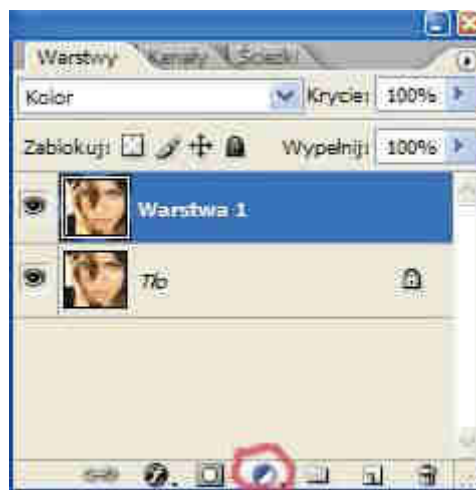 Warstwy Kanały Ścieżki
Kolor Krycie: 100%
Zablokuj: Wypełnij: 100%
Warstwa 1
Tło